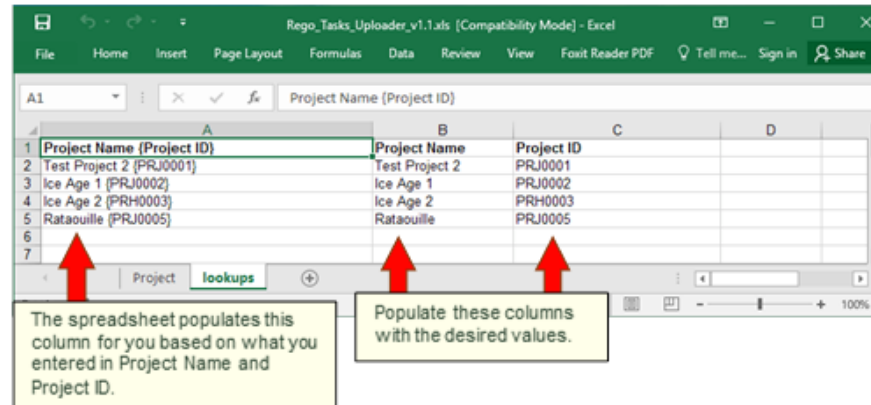 Rego_Tasks_Uploader_v1.1.xls [Compatibility Mode] - Excel
File Home Insert Page Layout Formulas Data Review View Foxit Reader PDF Tell me... Sign in Share
A1 fx Project Name {Project ID}
A B C D
1 Project Name {Project ID} Project Name Project ID
2 Test Project 2 {PRJ0001} Test Project 2 PRJ0001
3 Ice Age 1 {PRJ0002} Ice Age 1 PRJ0002
4 Ice Age 2 {PRH0003} Ice Age 2 PRH0003
5 Rataouille {PRJ0005} Rataouille PRJ0005
6
7
Project lookups
100%
The spreadsheet populates this
column for you based on what you
entered in Project Name and
Project ID.
Populate these columns
with the desired values.